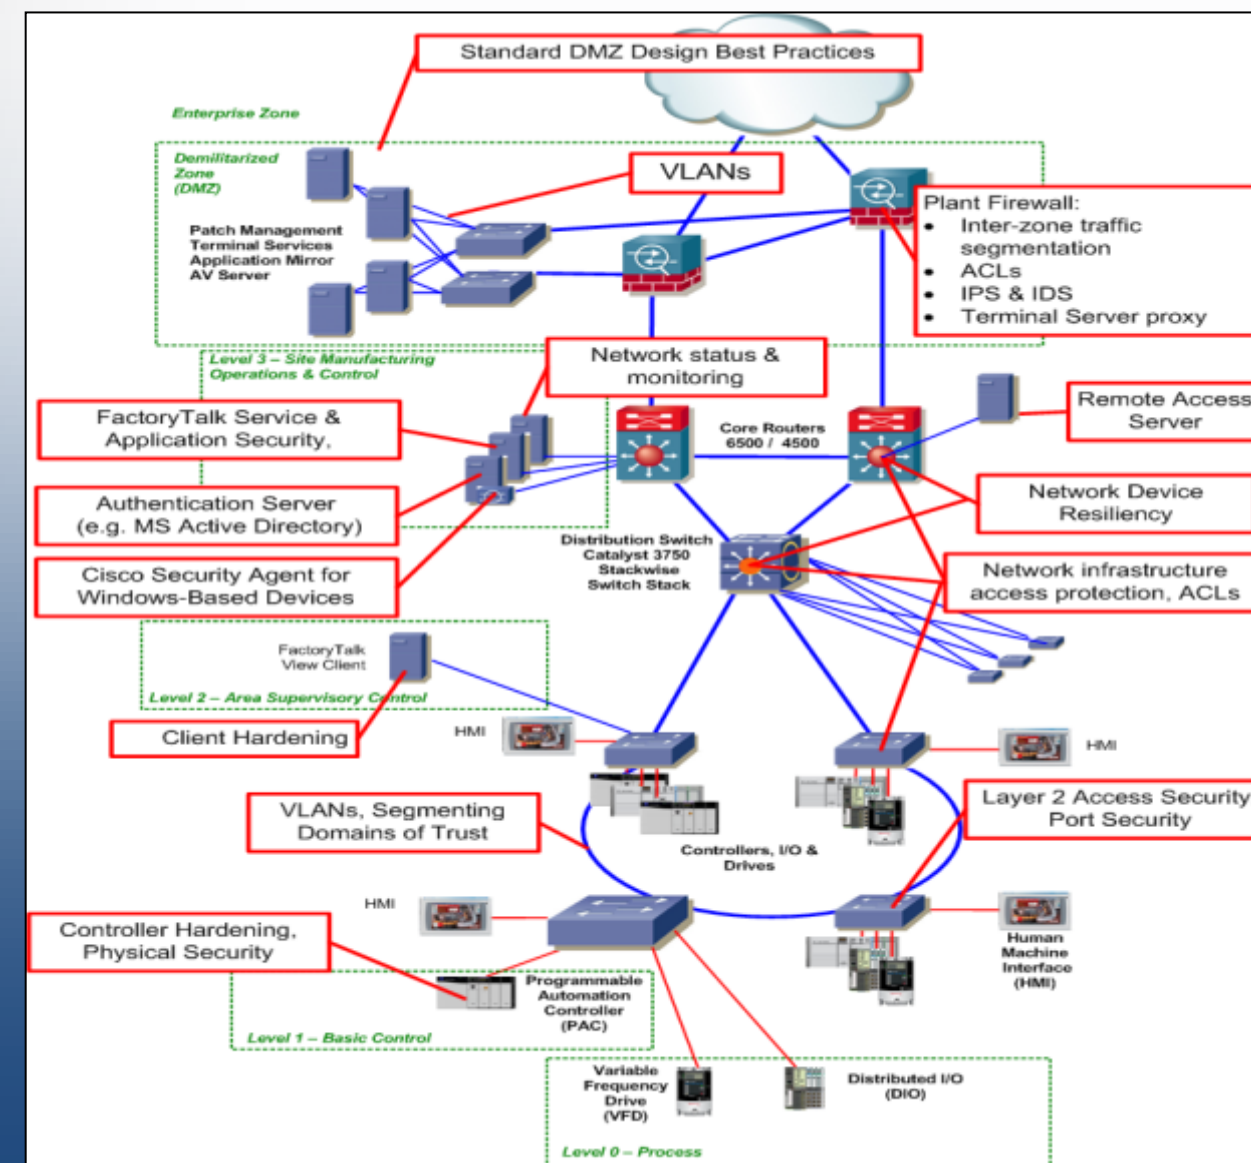 Standard DMZ Design Best Practices
Enterprise Zone
Demilitarized
Zone
(DMZ)
VLANs
Patch Management
Terminal Services
Application Mirror
AV Server
Plant Firewall:
• Inter-zone traffic
segmentation
• ACLs
• IPS & IDS
• Terminal Server proxy
Level 3 – Site Manufacturing
Operations & Control
Network status &
monitoring
FactoryTalk Service &
Application Security,
Core Routers
6500 / 4500
Remote Access
Server
Authentication Server
(e.g. MS Active Directory)
Network Device
Resiliency
Cisco Security Agent for
Windows-Based Devices
Distribution Switch
Catalyst 3750
Stackwise
Switch Stack
Network infrastructure
access protection, ACLs
FactoryTalk
View Client
Level 2 – Area Supervisory Control
Client Hardening
HMI
HMI
VLANs, Segmenting
Domains of Trust
Layer 2 Access Security
Port Security
Controllers, I/O &
Drives
HMI
Controller Hardening,
Physical Security
Human
Machine
Interface
(HMI)
Programmable
Automation
Controller
(PAC)
Level 1 – Basic Control
Variable
Frequency
Drive
(VFD)
Distributed I/O
(DIO)
Level 0 – Process